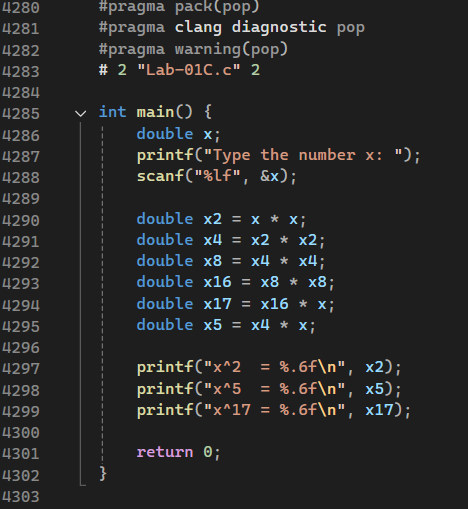 4280 #pragma pack(pop)
4281 #pragma clang diagnostic pop
4282 #pragma warning(pop)
4283 # 2 "Lab-01C.c" 2
4284
4285 int main() {
4286     double x;
4287     printf("Type the number x: ");
4288     scanf("%lf", &x);
4289
4290     double x2 = x * x;
4291     double x4 = x2 * x2;
4292     double x8 = x4 * x4;
4293     double x16 = x8 * x8;
4294     double x17 = x16 * x;
4295     double x5 = x4 * x;
4296
4297     printf("x^2  = %.6f\n", x2);
4298     printf("x^5  = %.6f\n", x5);
4299     printf("x^17 = %.6f\n", x17);
4300
4301     return 0;
4302 }
4303